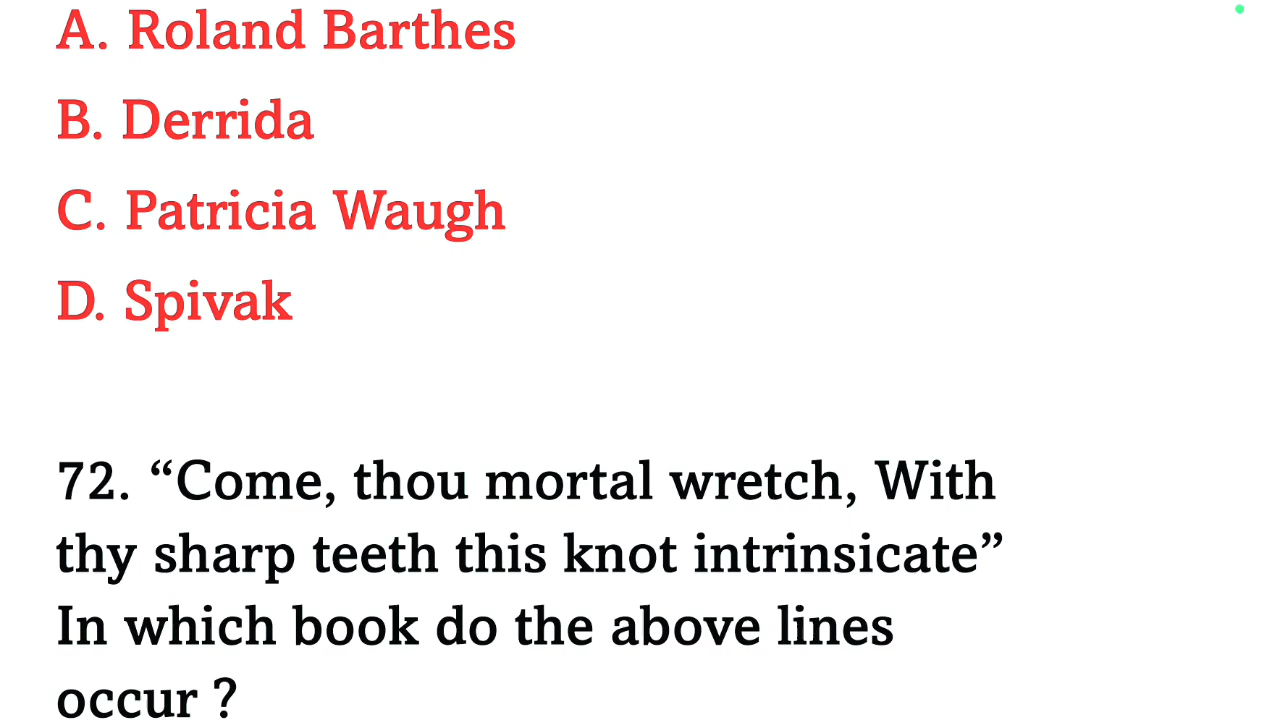 A. Roland Barthes
B. Derrida
C. Patricia Waugh
D. Spivak
72. “Come, thou mortal wretch, With
thy sharp teeth this knot intrinsicate”
In which book do the above lines
occur ?